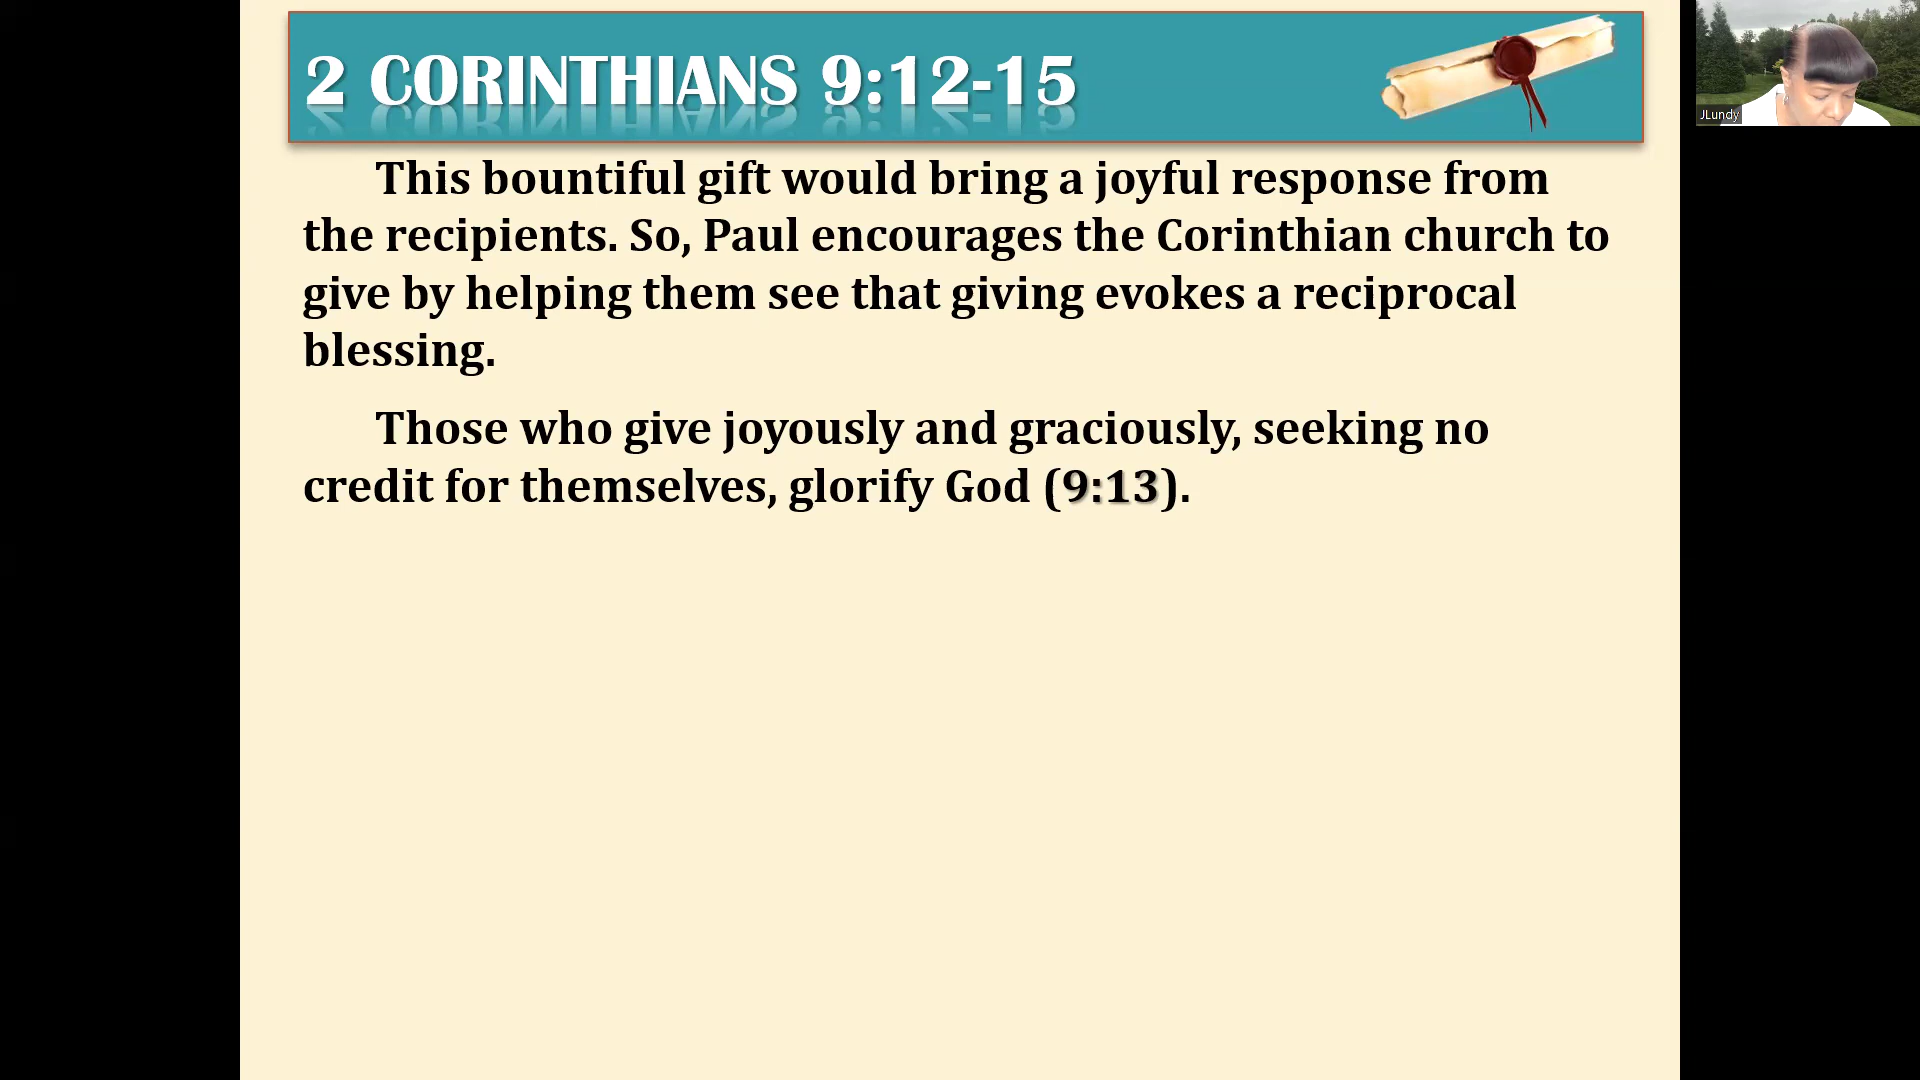 2 CORINTHIANS 9:12-15
This bountiful gift would bring a joyful response from
the recipients. So, Paul encourages the Corinthian church to
give by helping them see that giving evokes a reciprocal
blessing.
Those who give joyously and graciously, seeking no
credit for themselves, glorify God (9:13).
JLundy